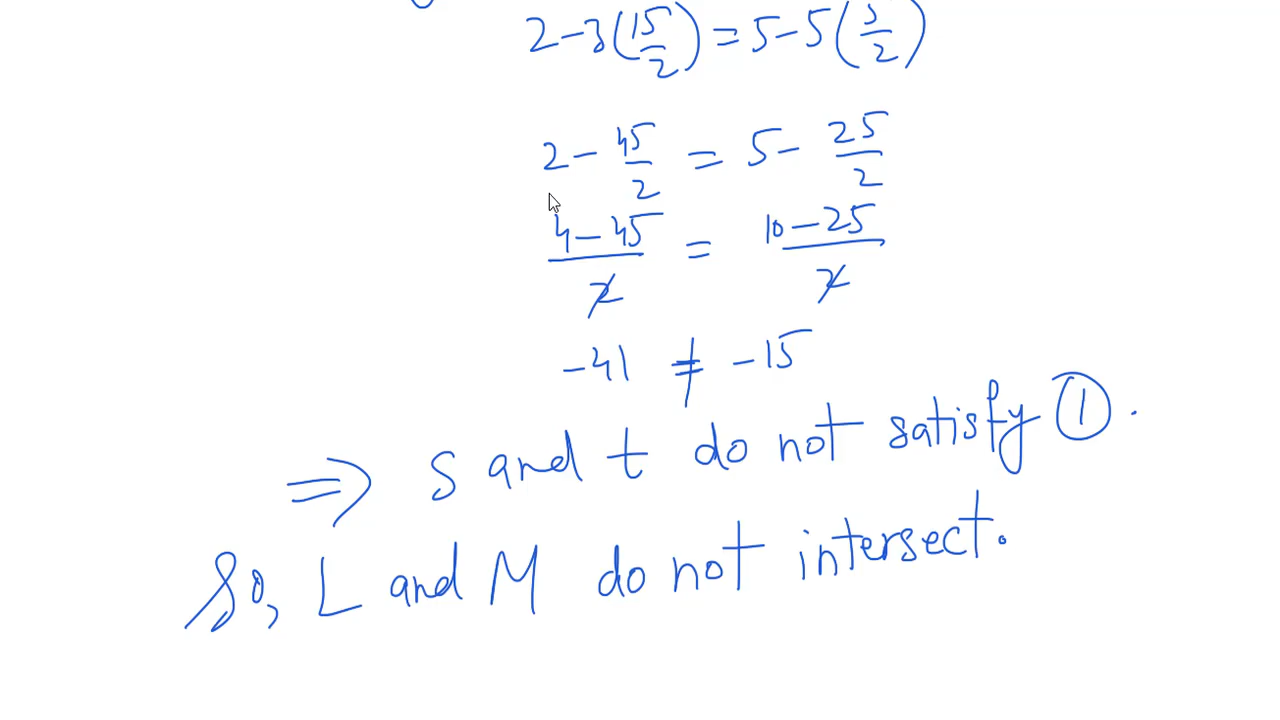 2 - 3(15/2) = 5 - 5(5/2)
2 - 45/2 = 5 - 25/2
4 - 45/2 = 10 - 25/2
-41 ≠ -15
⇒ s and t do not satisfy ①.
So, L and M do not intersect.